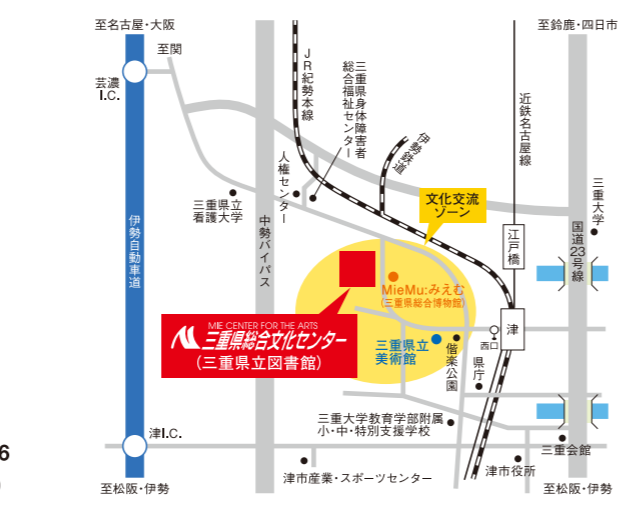 至名古屋・大阪
至鈴鹿・四日市
至関
芸濃
I.C.
JR紀勢本線
三重県身体障害者
総合福祉センター
近鉄名古屋線
伊勢鉄道
人権センター
三重県立
看護大学
文化交流
ゾーン
三重大学
伊勢自動車道
中勢バイパス
江戸橋
国道23号線
MieMu:みえむ
(三重県総合博物館)
MIE CENTER FOR THE ARTS
三重県総合文化センター
(三重県立図書館)
津
西口
三重県立
美術館
偕楽公園
県庁
三重大学教育学部附属
小・中・特別支援学校
津I.C.
6
三重会館
津市産業・スポーツセンター
津市役所
至松阪・伊勢
至松阪・伊勢